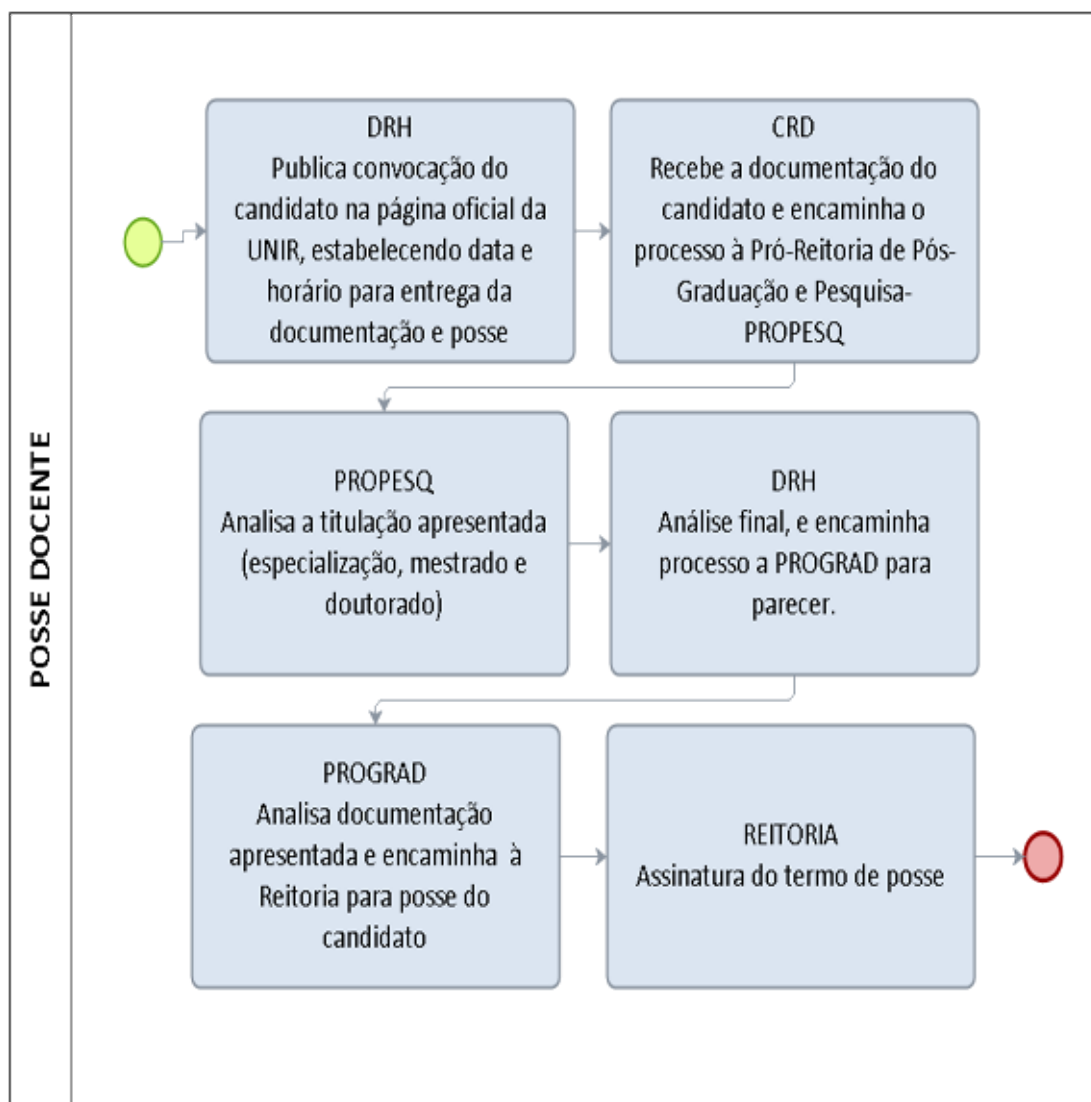 POSSE DOCENTE
DRH
Publica convocação do
candidato na página oficial da
UNIR, estabelecendo data e
horário para entrega da
documentação e posse
CRD
Recebe a documentação do
candidato e encaminha o
processo à Pró-Reitoria de Pós-
Graduação e Pesquisa-
PROPESQ
PROPESQ
Analisa a titulação apresentada
(especialização, mestrado e
doutorado)
DRH
Análise final, e encaminha
processo a PROGRAD para
parecer.
PROGRAD
Analisa documentação
apresentada e encaminha à
Reitoria para posse do
candidato
REITORIA
Assinatura do termo de posse